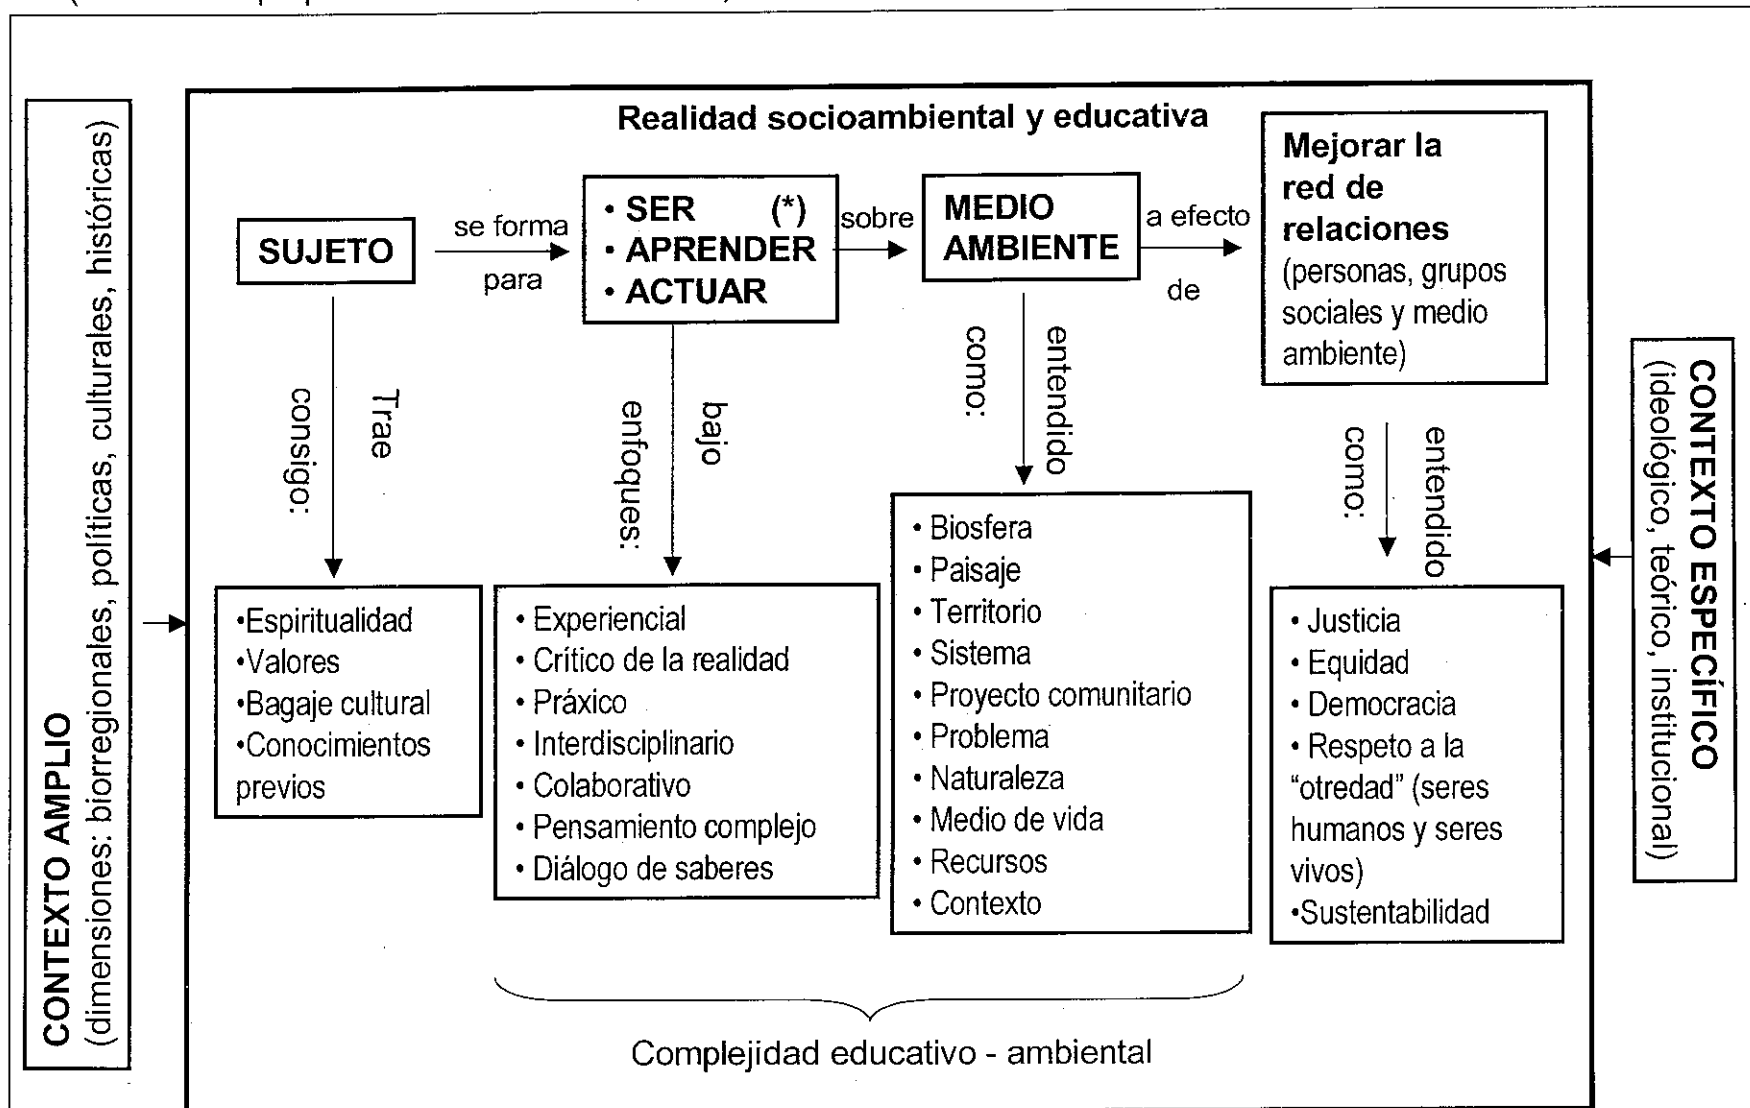 Realidad socioambiental y educativa
CONTEXTO AMPLIO
(dimensiones: biorregionales, políticas, culturales, históricas)
SUJETO
se forma
para
• SER (*)
• APRENDER
• ACTUAR
sobre
MEDIO
AMBIENTE
a efecto
de
Mejorar la
red de
relaciones
(personas, grupos
sociales y medio
ambiente)
Trae
consigo:
bajo
enfoques:
entendido
como:
entendido
como:
•Espiritualidad
•Valores
•Bagaje cultural
•Conocimientos
previos
• Experiencial
• Crítico de la realidad
• Práxico
• Interdisciplinario
• Colaborativo
• Pensamiento complejo
• Diálogo de saberes
• Biosfera
• Paisaje
• Territorio
• Sistema
• Proyecto comunitario
• Problema
• Naturaleza
• Medio de vida
• Recursos
• Contexto
• Justicia
• Equidad
• Democracia
• Respeto a la
“otredad” (seres
humanos y seres
vivos)
•Sustentabilidad
CONTEXTO ESPECÍFICO
(ideológico, teórico, institucional)
Complejidad educativo - ambiental